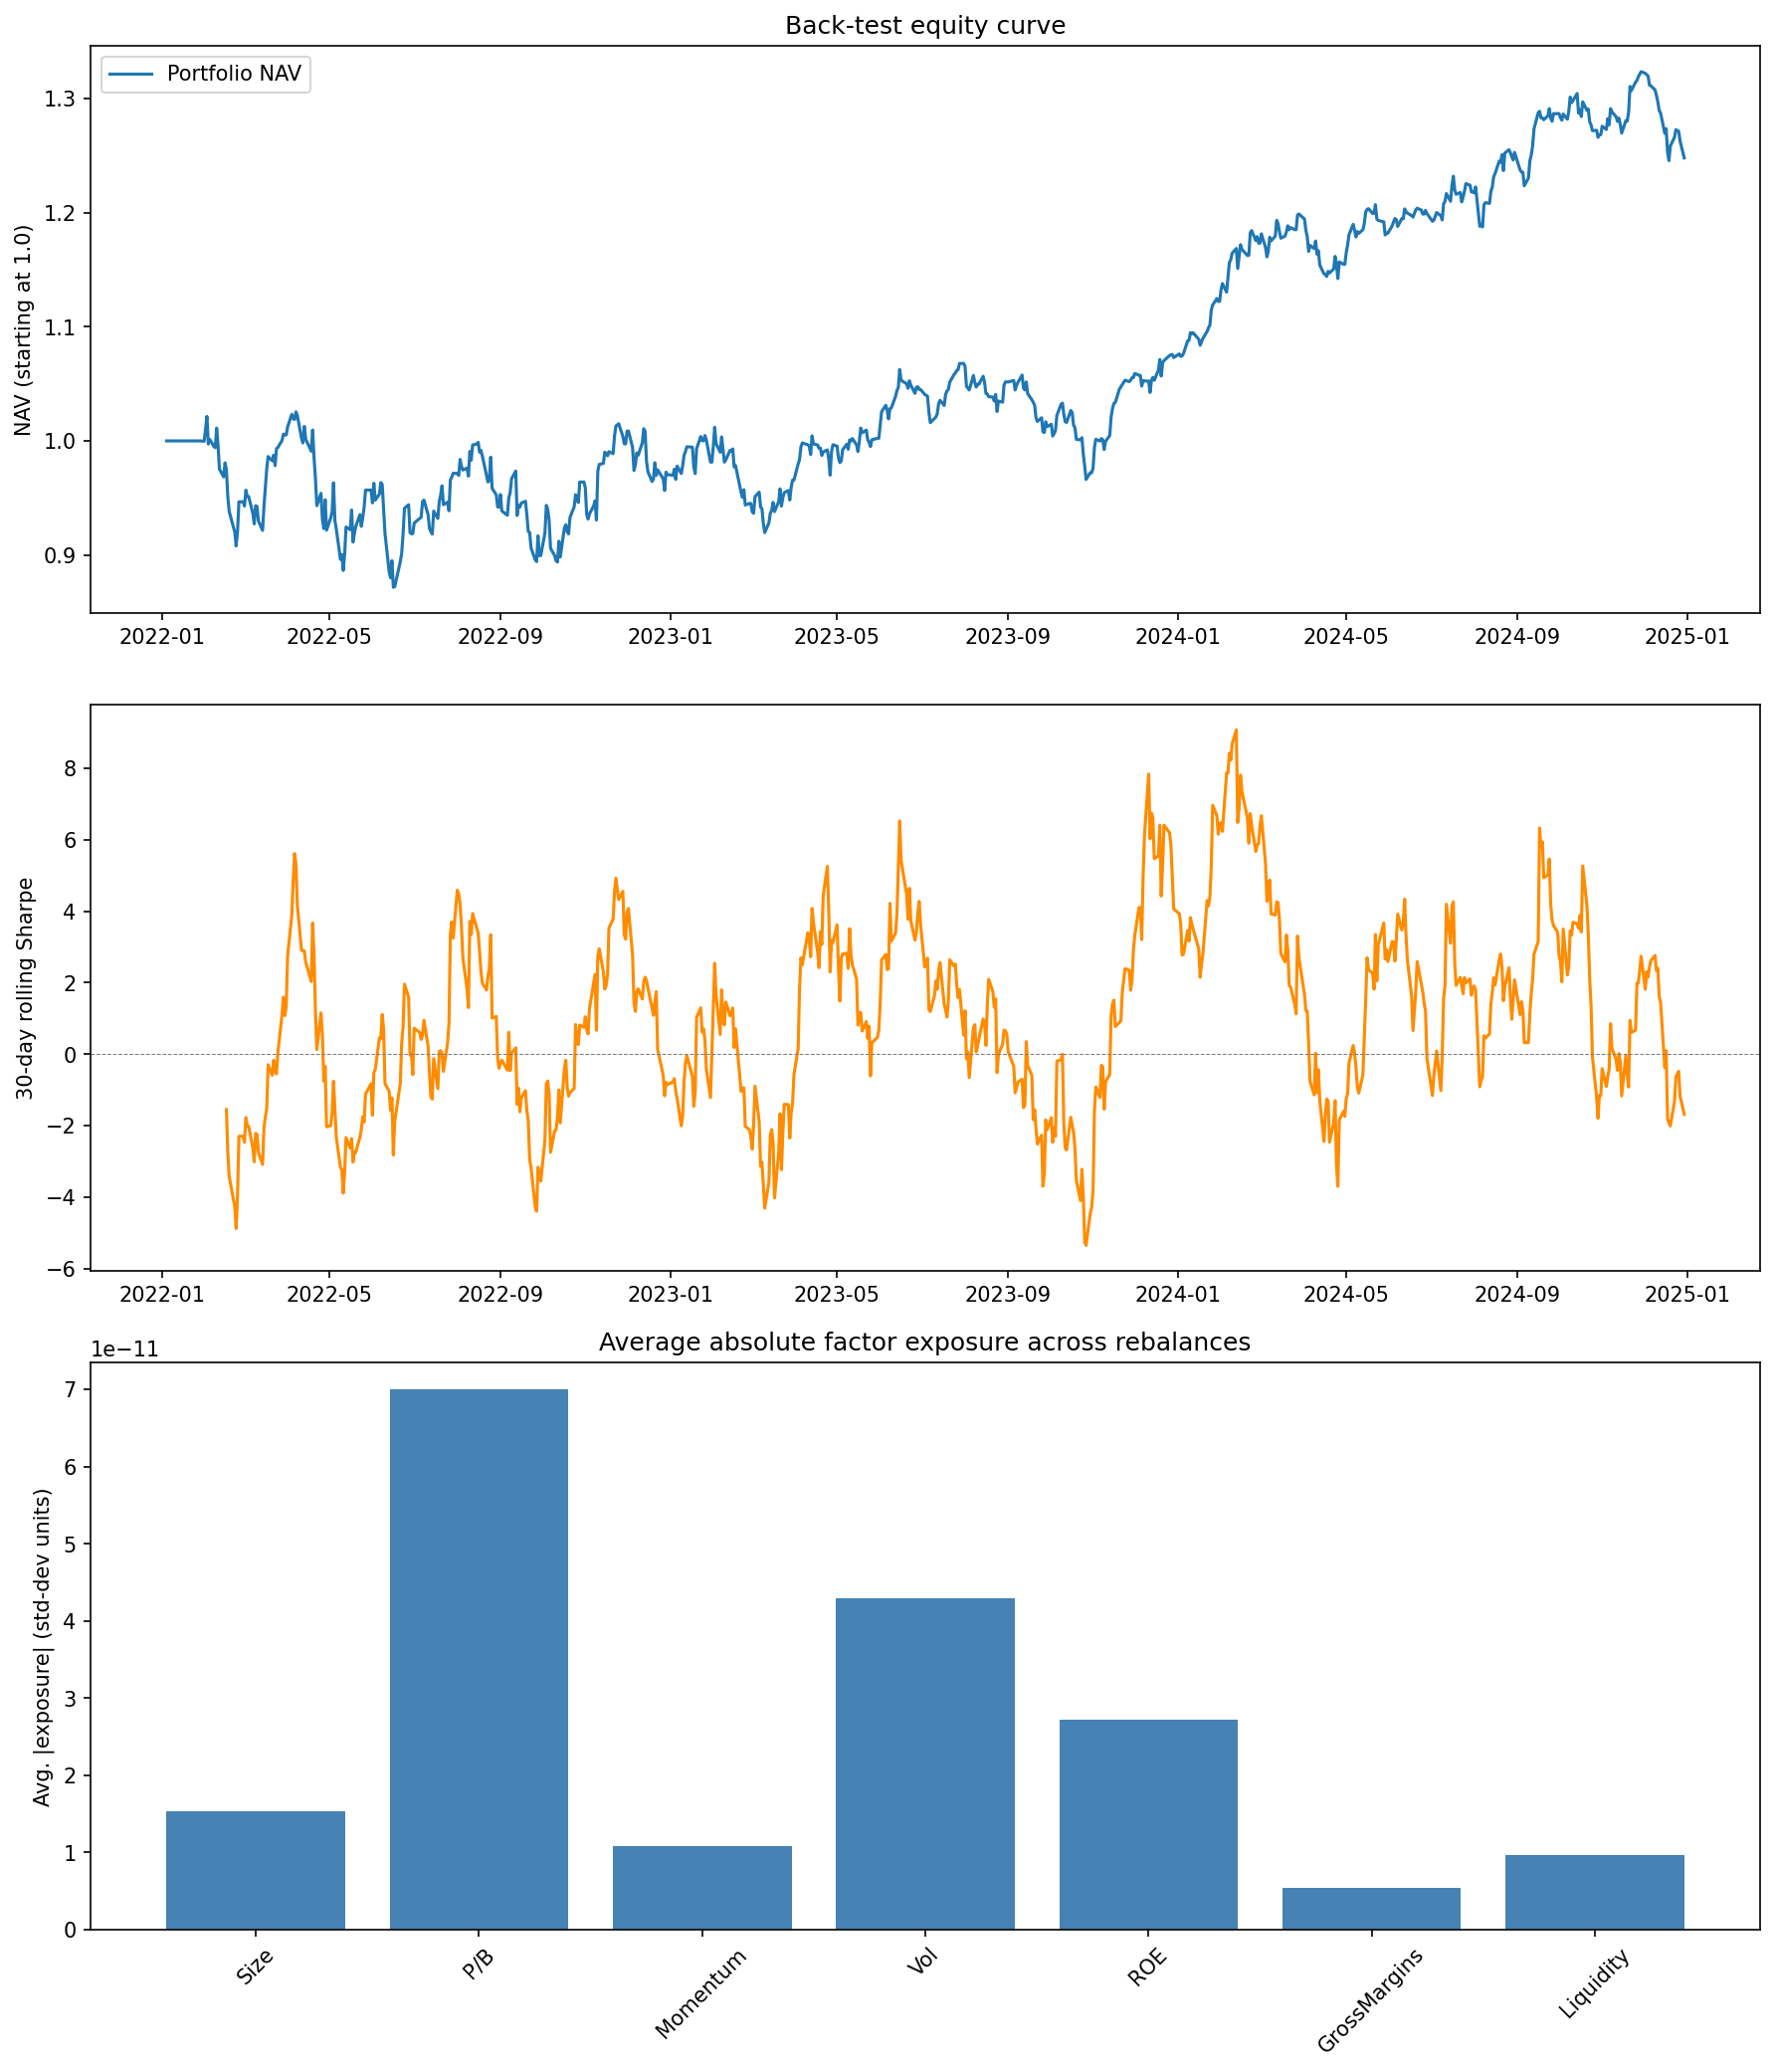 Back-test equity curve
Portfolio NAV
NAV (starting at 1.0)
1.3
1.2
1.1
1.0
0.9
2022-01 2022-05 2022-09 2023-01 2023-05 2023-09 2024-01 2024-05 2024-09 2025-01
30-day rolling Sharpe
8
6
4
2
0
−2
−4
−6
2022-01 2022-05 2022-09 2023-01 2023-05 2023-09 2024-01 2024-05 2024-09 2025-01
1e−11
Average absolute factor exposure across rebalances
Avg. |exposure| (std-dev units)
7
6
5
4
3
2
1
0
Size P/B Momentum Vol ROE GrossMargins Liquidity